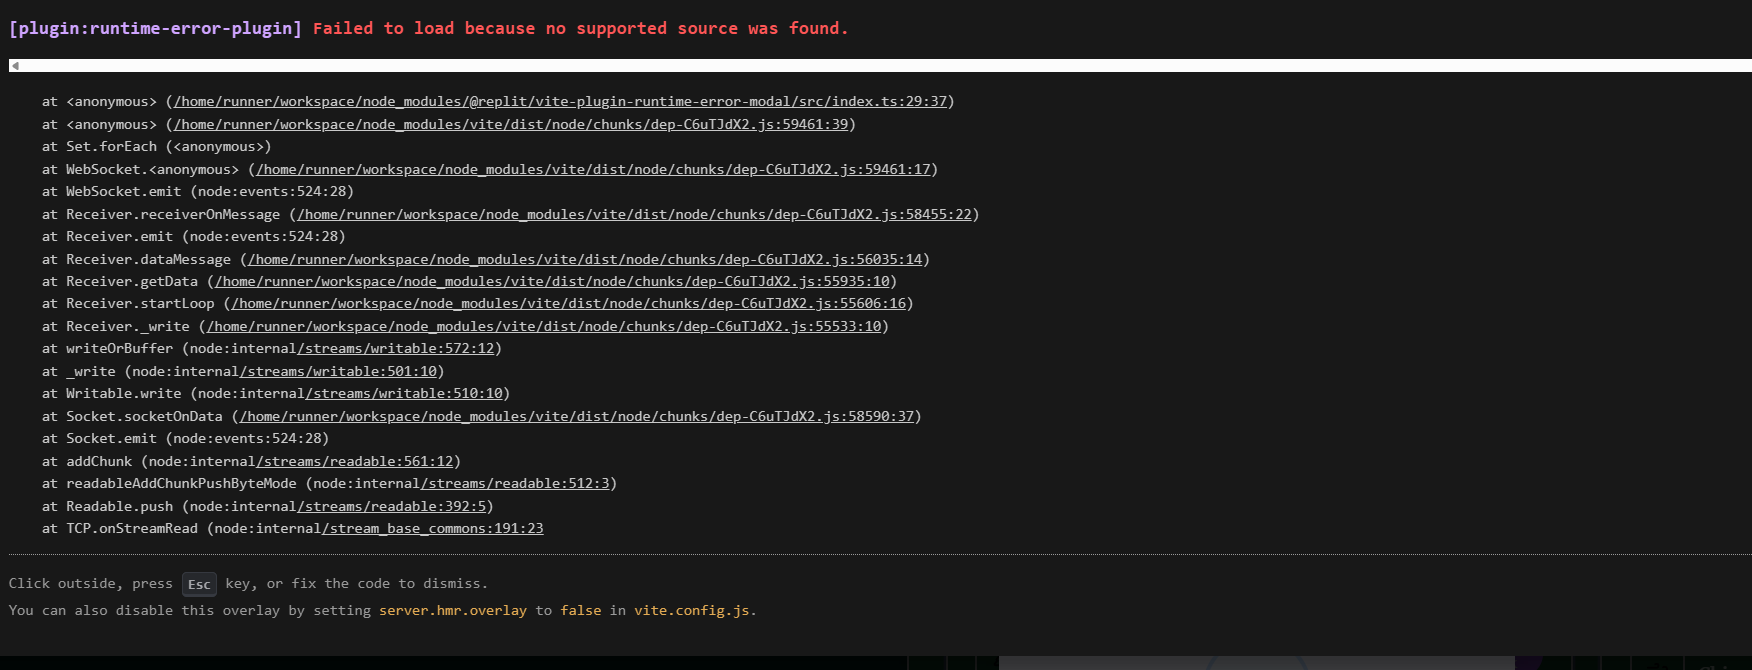 [plugin:runtime-error-plugin] Failed to load because no supported source was found.
at <anonymous> (/home/runner/workspace/node_modules/@replit/vite-plugin-runtime-error-modal/src/index.ts:29:37)
at <anonymous> (/home/runner/workspace/node_modules/vite/dist/node/chunks/dep-C6uTJdX2.js:59461:39)
at Set.forEach (<anonymous>)
at WebSocket.<anonymous> (/home/runner/workspace/node_modules/vite/dist/node/chunks/dep-C6uTJdX2.js:59461:17)
at WebSocket.emit (node:events:524:28)
at Receiver.receiverOnMessage (/home/runner/workspace/node_modules/vite/dist/node/chunks/dep-C6uTJdX2.js:58455:22)
at Receiver.emit (node:events:524:28)
at Receiver.dataMessage (/home/runner/workspace/node_modules/vite/dist/node/chunks/dep-C6uTJdX2.js:56035:14)
at Receiver.getData (/home/runner/workspace/node_modules/vite/dist/node/chunks/dep-C6uTJdX2.js:55935:10)
at Receiver.startLoop (/home/runner/workspace/node_modules/vite/dist/node/chunks/dep-C6uTJdX2.js:55606:16)
at Receiver._write (/home/runner/workspace/node_modules/vite/dist/node/chunks/dep-C6uTJdX2.js:55533:10)
at writeOrBuffer (node:internal/streams/writable:572:12)
at _write (node:internal/streams/writable:501:10)
at Writable.write (node:internal/streams/writable:510:10)
at Socket.socketOnData (/home/runner/workspace/node_modules/vite/dist/node/chunks/dep-C6uTJdX2.js:58590:37)
at Socket.emit (node:events:524:28)
at addChunk (node:internal/streams/readable:561:12)
at readableAddChunkPushByteMode (node:internal/streams/readable:512:3)
at Readable.push (node:internal/streams/readable:392:5)
at TCP.onStreamRead (node:internal/stream_base_commons:191:23
Click outside, press Esc key, or fix the code to dismiss.
You can also disable this overlay by setting server.hmr.overlay to false in vite.config.js.